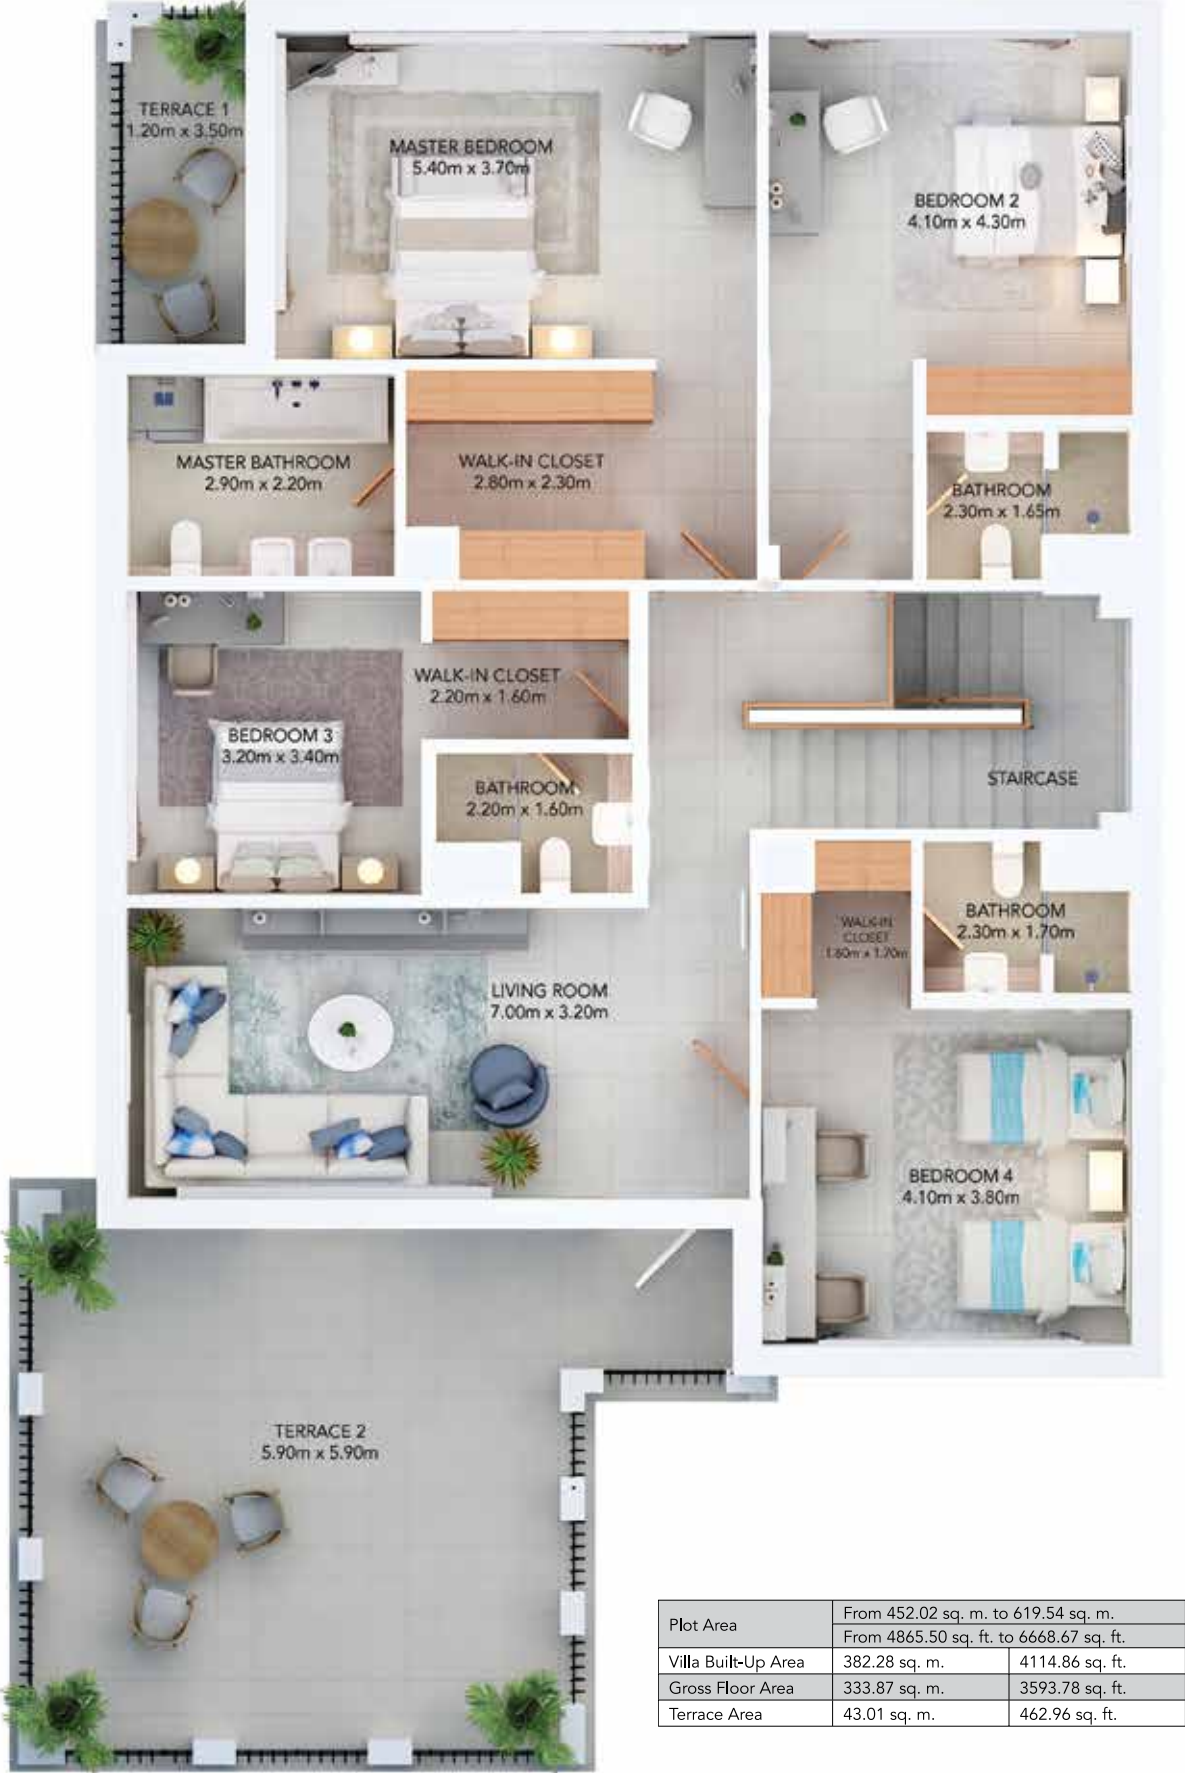 TERRACE 1
1.20m x 3.50m
MASTER BEDROOM
5.40m x 3.70m
BEDROOM 2
4.10m x 4.30m
MASTER BATHROOM
2.90m x 2.20m
WALK-IN CLOSET
2.80m x 2.30m
BATHROOM
2.30m x 1.65m
WALK-IN CLOSET
2.20m x 1.60m
BEDROOM 3
3.20m x 3.40m
BATHROOM
2.20m x 1.60m
STAIRCASE
WALK-IN
CLOSET
1.60m x 1.70m
BATHROOM
2.30m x 1.70m
LIVING ROOM
7.00m x 3.20m
BEDROOM 4
4.10m x 3.80m
TERRACE 2
5.90m x 5.90m
Plot Area
From 452.02 sq. m. to 619.54 sq. m.
From 4865.50 sq. ft. to 6668.67 sq. ft.
Villa Built-Up Area 382.28 sq. m. 4114.86 sq. ft.
Gross Floor Area 333.87 sq. m. 3593.78 sq. ft.
Terrace Area 43.01 sq. m. 462.96 sq. ft.